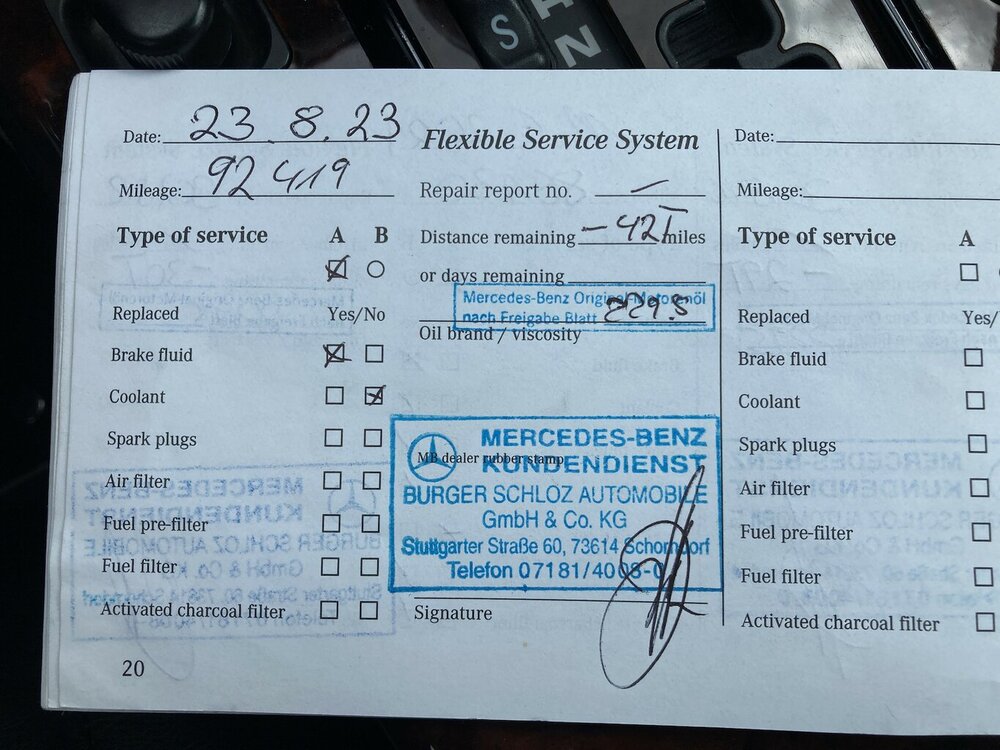 S
N
Date: 23.8.23
Mileage: 92 419
Type of service A B
Replaced Yes/No
Brake fluid
Coolant
Spark plugs
Air filter
Fuel pre-filter
Fuel filter
Activated charcoal filter
20
Flexible Service System
Repair report no. —
Distance remaining -42T miles
or days remaining
Mercedes-Benz Original-Motorenöl
nach Freigabe Blatt 229.5
Oil brand / viscosity
MERCEDES-BENZ
MB dealer rubber stamp
KUNDENDIENST
BURGER SCHLOZ AUTOMOBILE
GmbH & Co. KG
Stuttgarter Straße 60, 73614 Schorndorf
Telefon 07181/4008-0
Signature
Date:
Mileage:
Type of service A
Replaced Yes/
Brake fluid
Coolant
Spark plugs
Air filter
Fuel pre-filter
Fuel filter
Activated charcoal filter